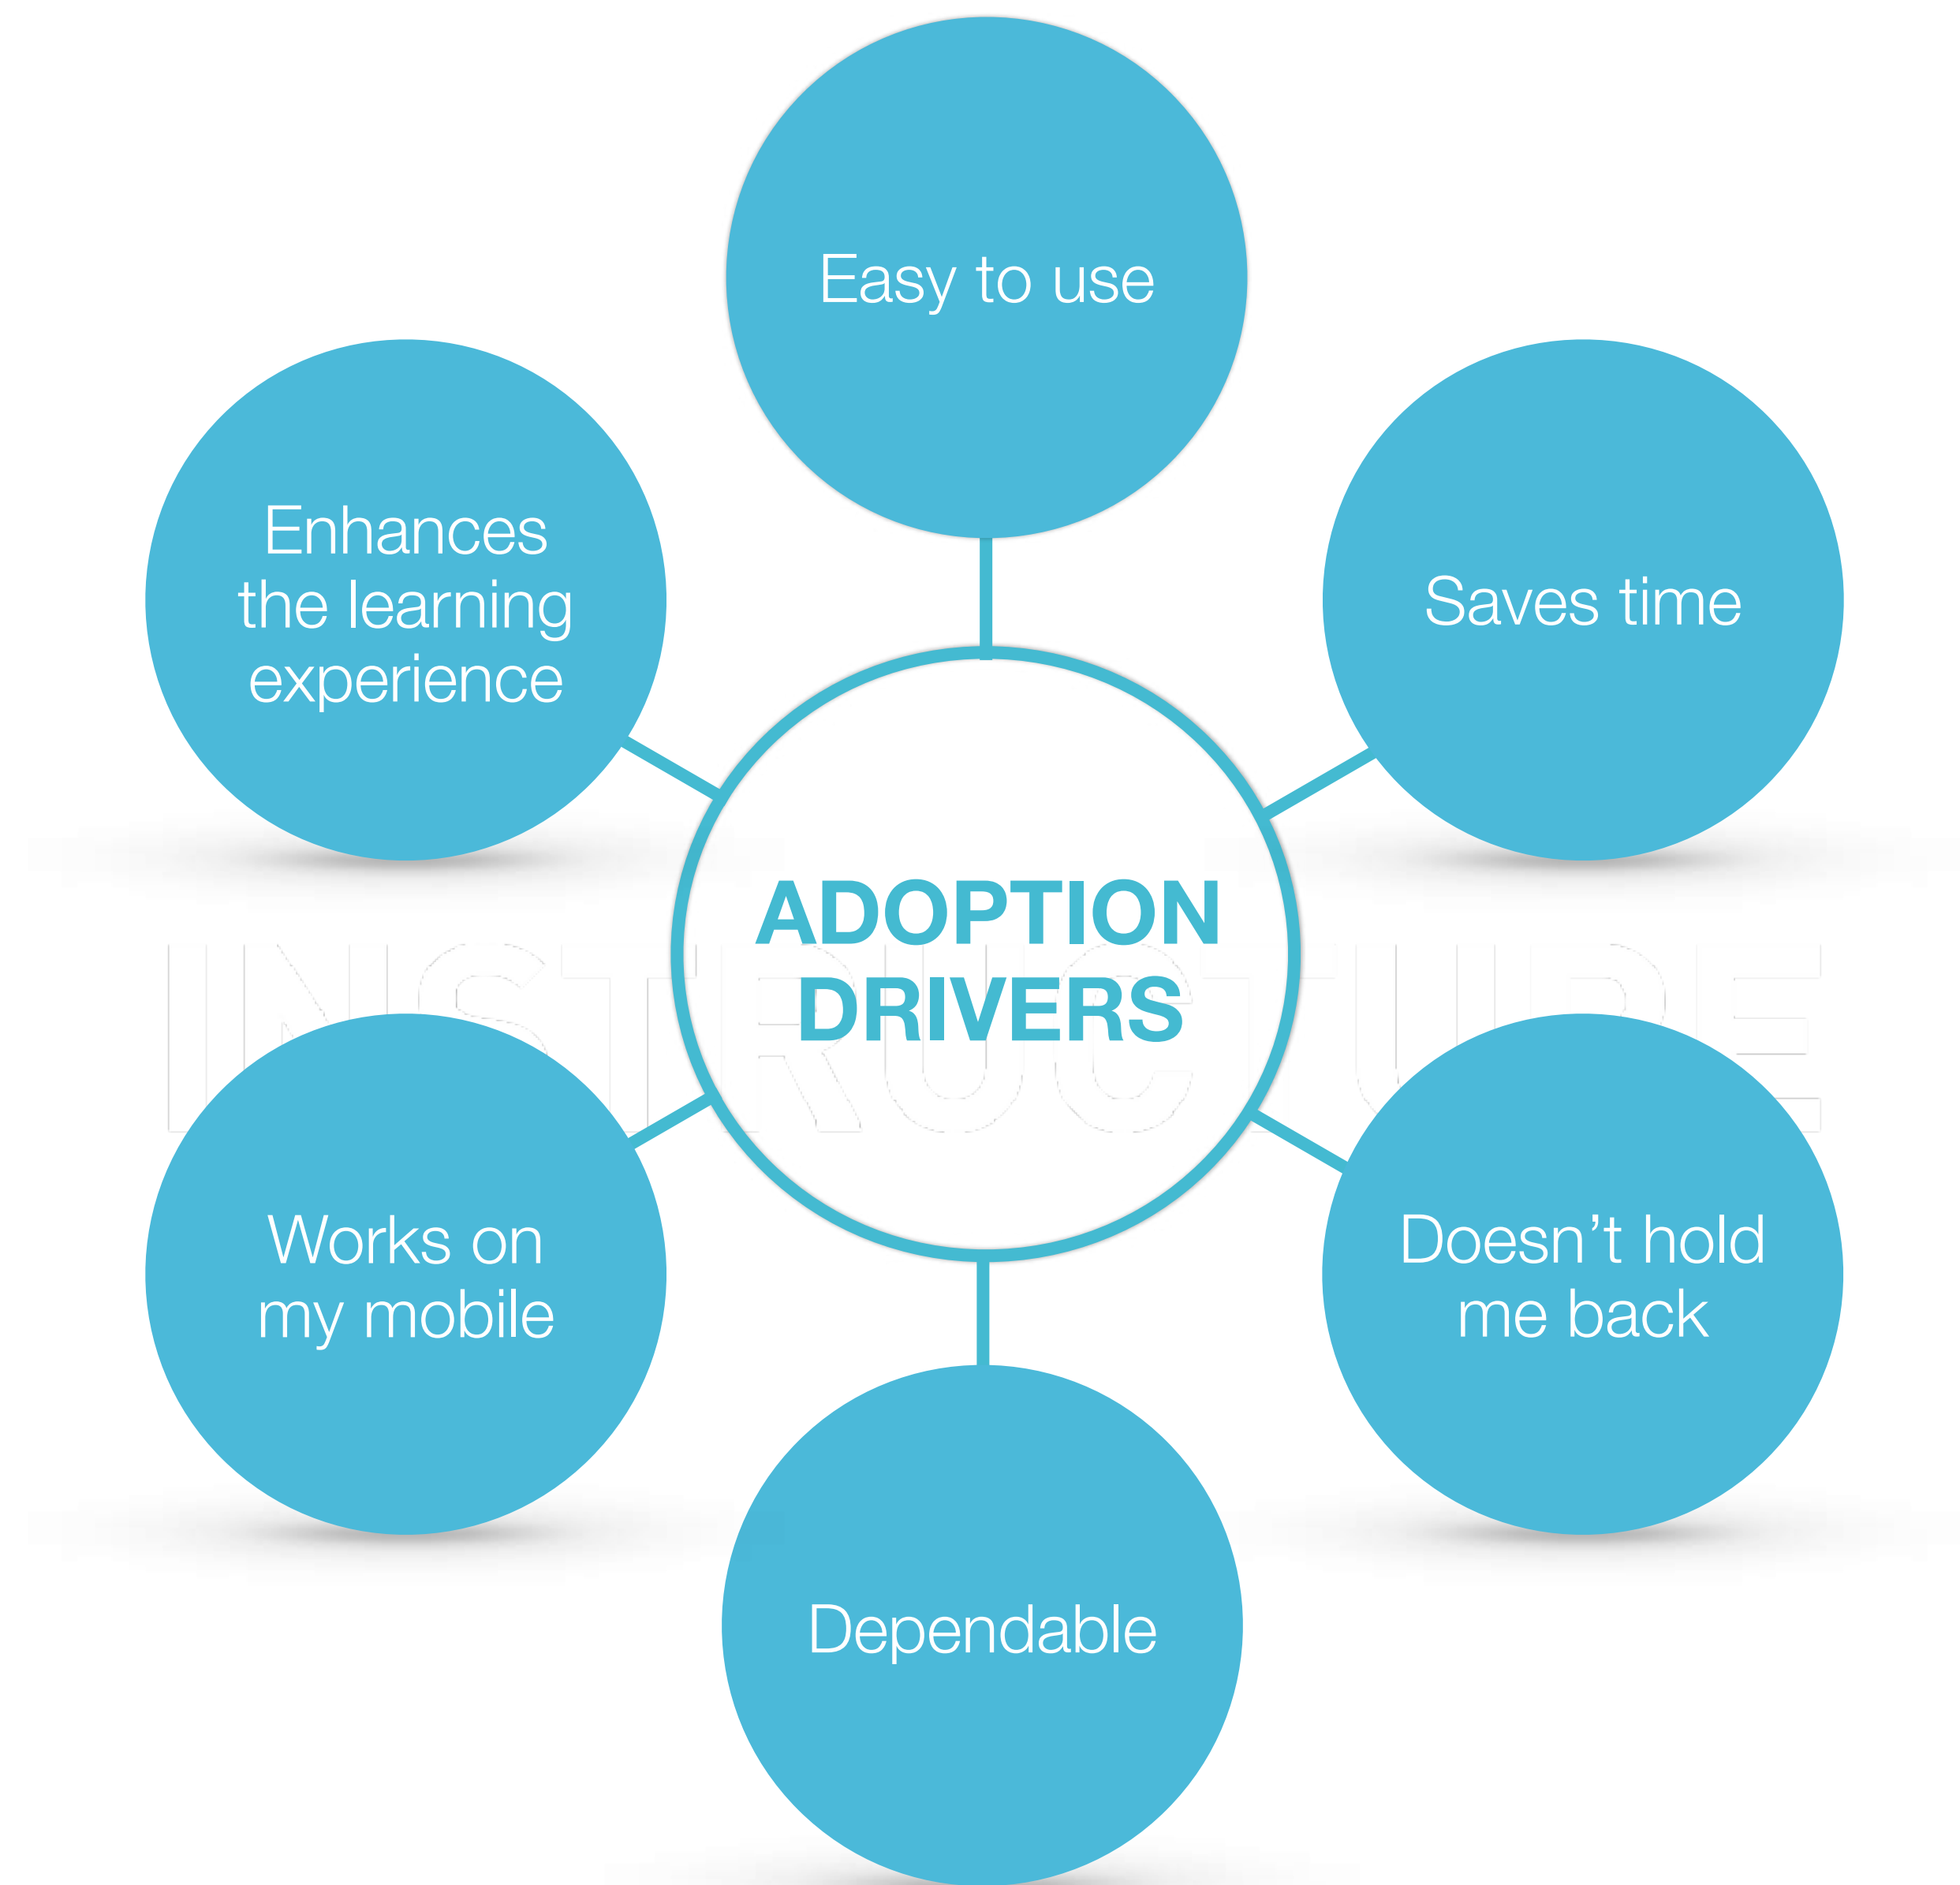 Easy to use
Enhances
the learning
experience
Saves time
ADOPTION
DRIVERS
INSTRUCTURE
Works on
my mobile
Doesn't hold
me back
Dependable